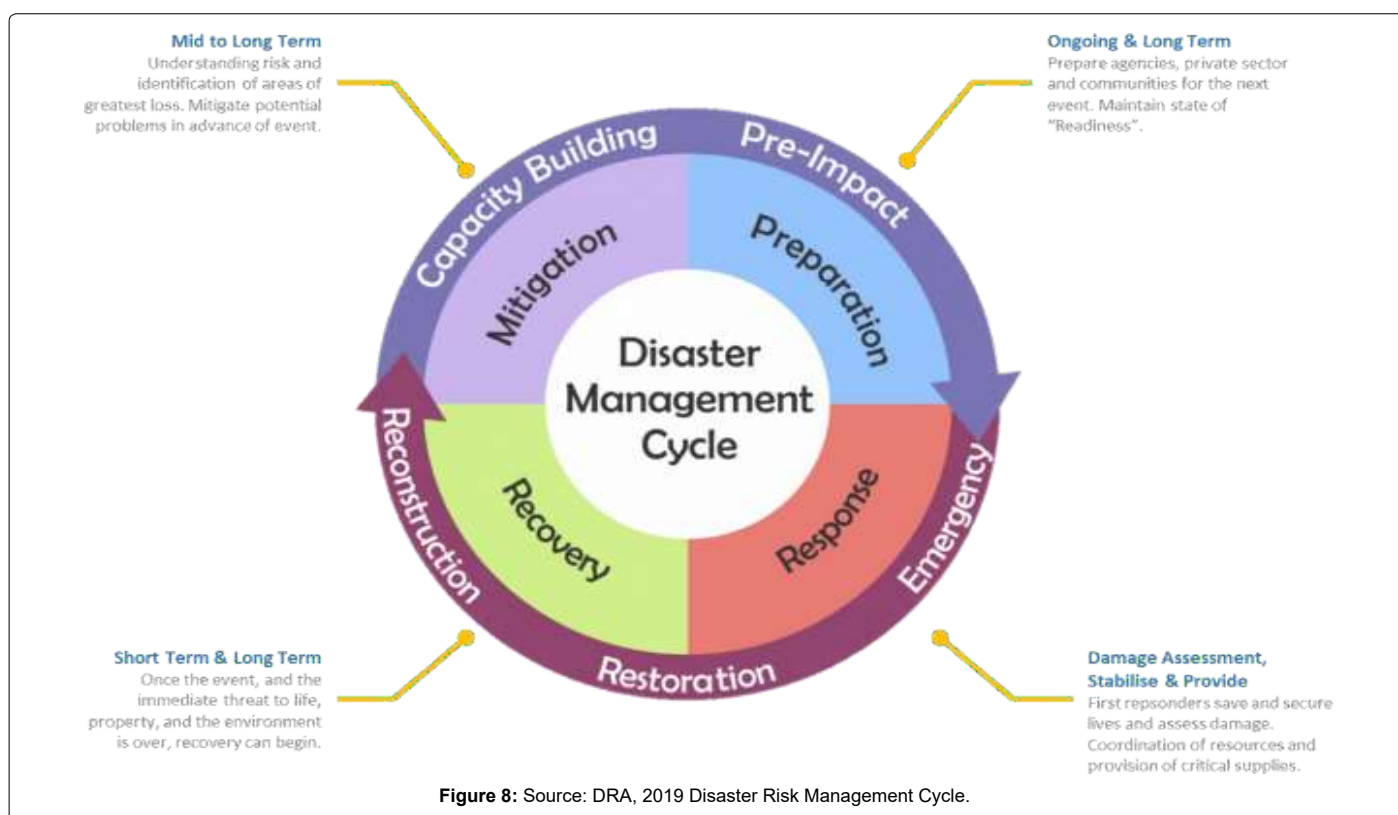 Mid to Long Term
Understanding risk and
identification of areas of
greatest loss. Mitigate potential
problems in advance of event.
Ongoing & Long Term
Prepare agencies, private sector
and communities for the next
event. Maintain state of
"Readiness".
Capacity Building
Pre-Impact
Mitigation
Preparation
Disaster
Management
Cycle
Reconstruction
Recovery
Response
Emergency
Restoration
Short Term & Long Term
Once the event, and the
immediate threat to life,
property, and the environment
is over, recovery can begin.
Damage Assessment,
Stabilise & Provide
First repsonders save and secure
lives and assess damage.
Coordination of resources and
provision of critical supplies.
Figure 8: Source: DRA, 2019 Disaster Risk Management Cycle.